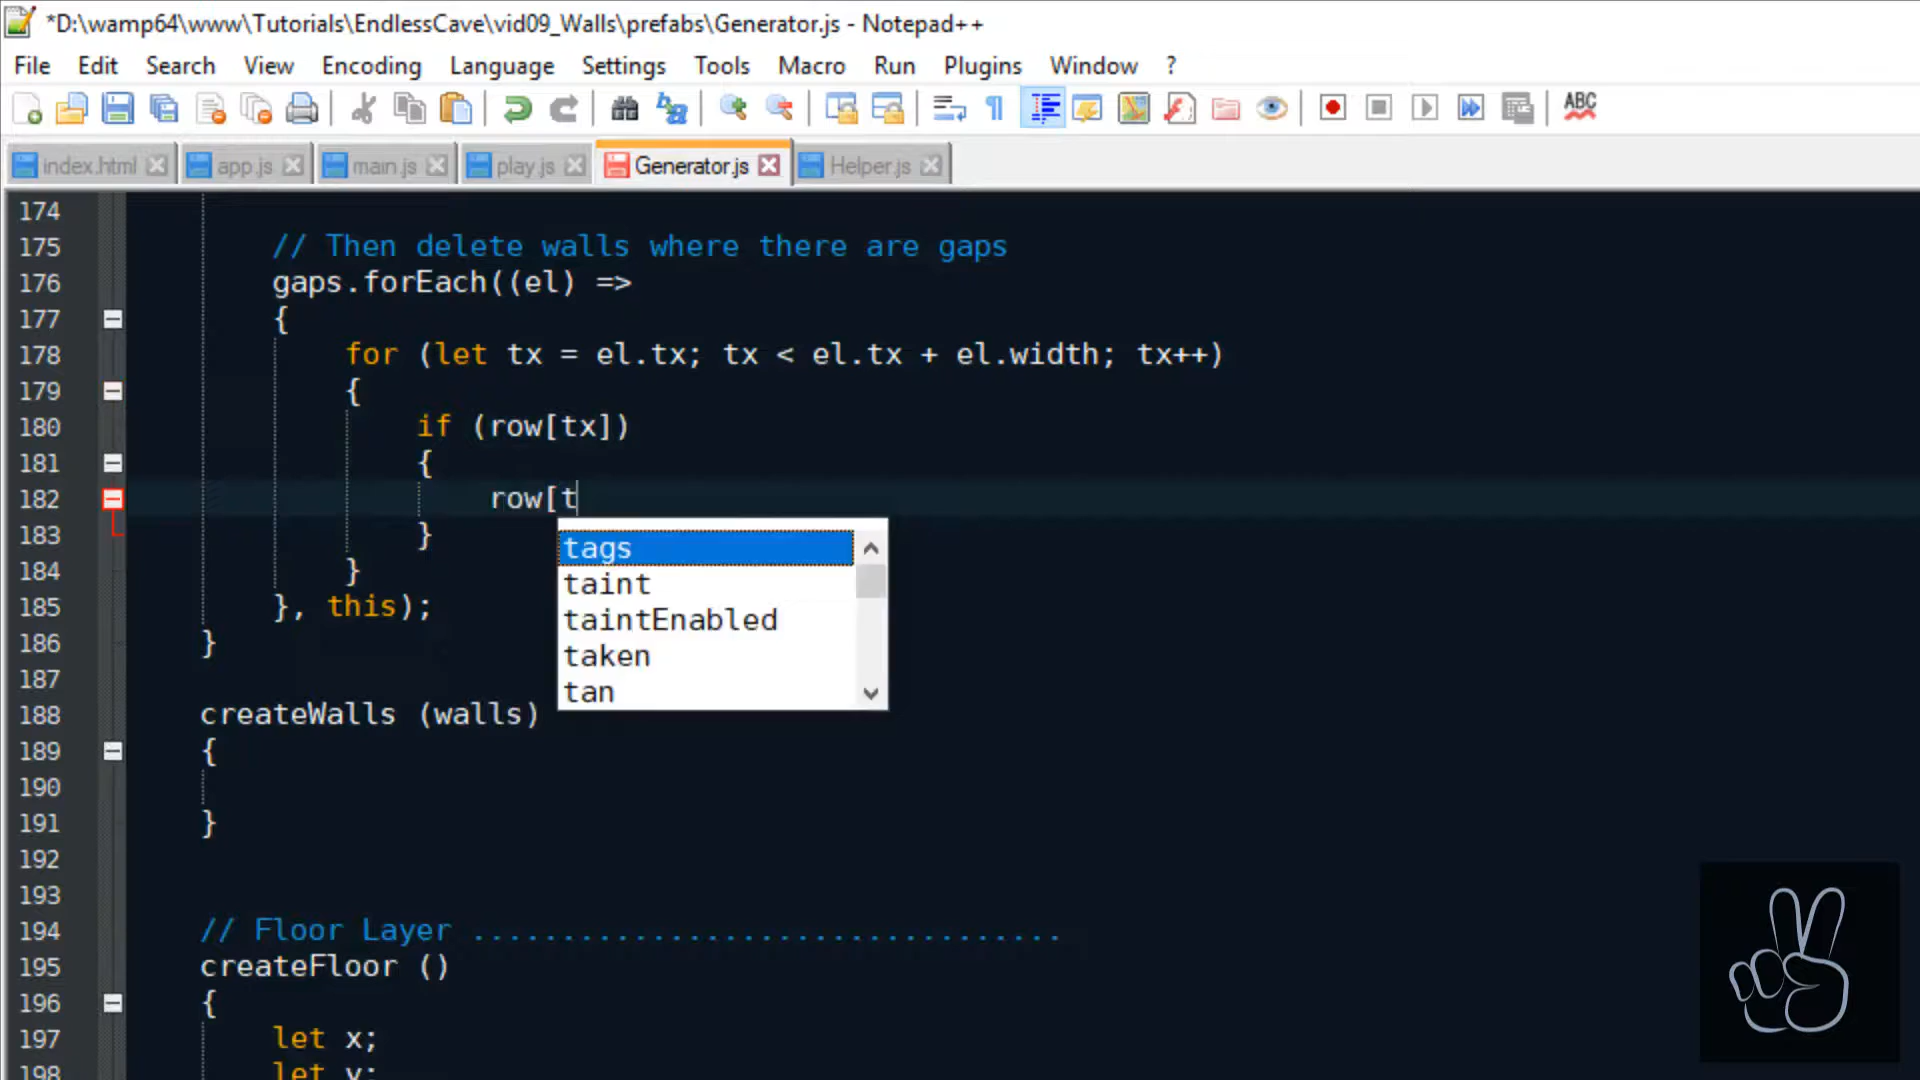 *D:\wamp64\www\Tutorials\EndlessCave\vid09_Walls\prefabs\Generator.js - Notepad++
File Edit Search View Encoding Language Settings Tools Macro Run Plugins Window ?
ABC
index.html app.js main.js play.js Generator.js Helper.js
174
175 // Then delete walls where there are gaps
176 gaps.forEach((el) =>
177 {
178 for (let tx = el.tx; tx < el.tx + el.width; tx++)
179 {
180 if (row[tx])
181 {
182 row[t
tags
taint
taintEnabled
taken
tan
183 }
184 }
185 }, this);
186 }
187
188 createWalls (walls)
189 {
190
191 }
192
193
194 // Floor Layer .................................
195 createFloor ()
196 {
197 let x;
198 let y;